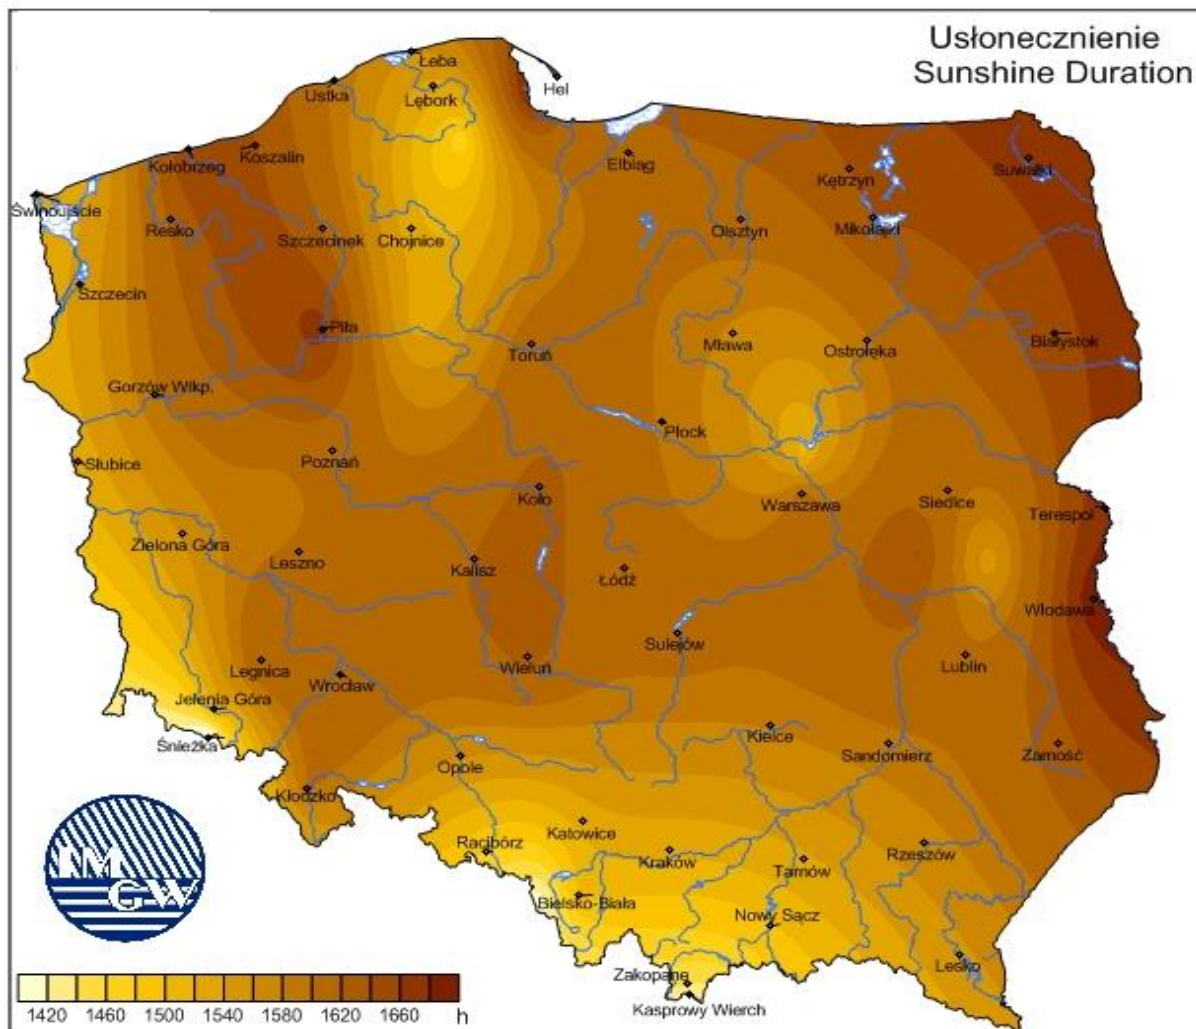 Usłonecznienie
Sunshine Duration
Łeba
Ustka
Lębork
Hel
Kołobrzeg
Koszalin
Elbląg
Kętrzyn
Suwałki
Świnoujście
Resko
Szczecinek
Chojnice
Olsztyn
Mikołajki
Szczecin
Piła
Toruń
Mława
Ostrołęka
Białystok
Gorzów Wlkp.
Płock
Słubice
Poznań
Koło
Warszawa
Siedlce
Terespol
Zielona Góra
Leszno
Kalisz
Łódź
Włodawa
Sulejów
Legnica
Wrocław
Wieluń
Lublin
Jelenia Góra
Śnieżka
Kielce
Sandomierz
Zamość
Opole
Kłodzko
Katowice
Racibórz
Kraków
Tarnów
Rzeszów
IMGW
Bielsko-Biała
Nowy Sącz
Lesko
Zakopane
Kasprowy Wierch
1420 1460 1500 1540 1580 1620 1660 h